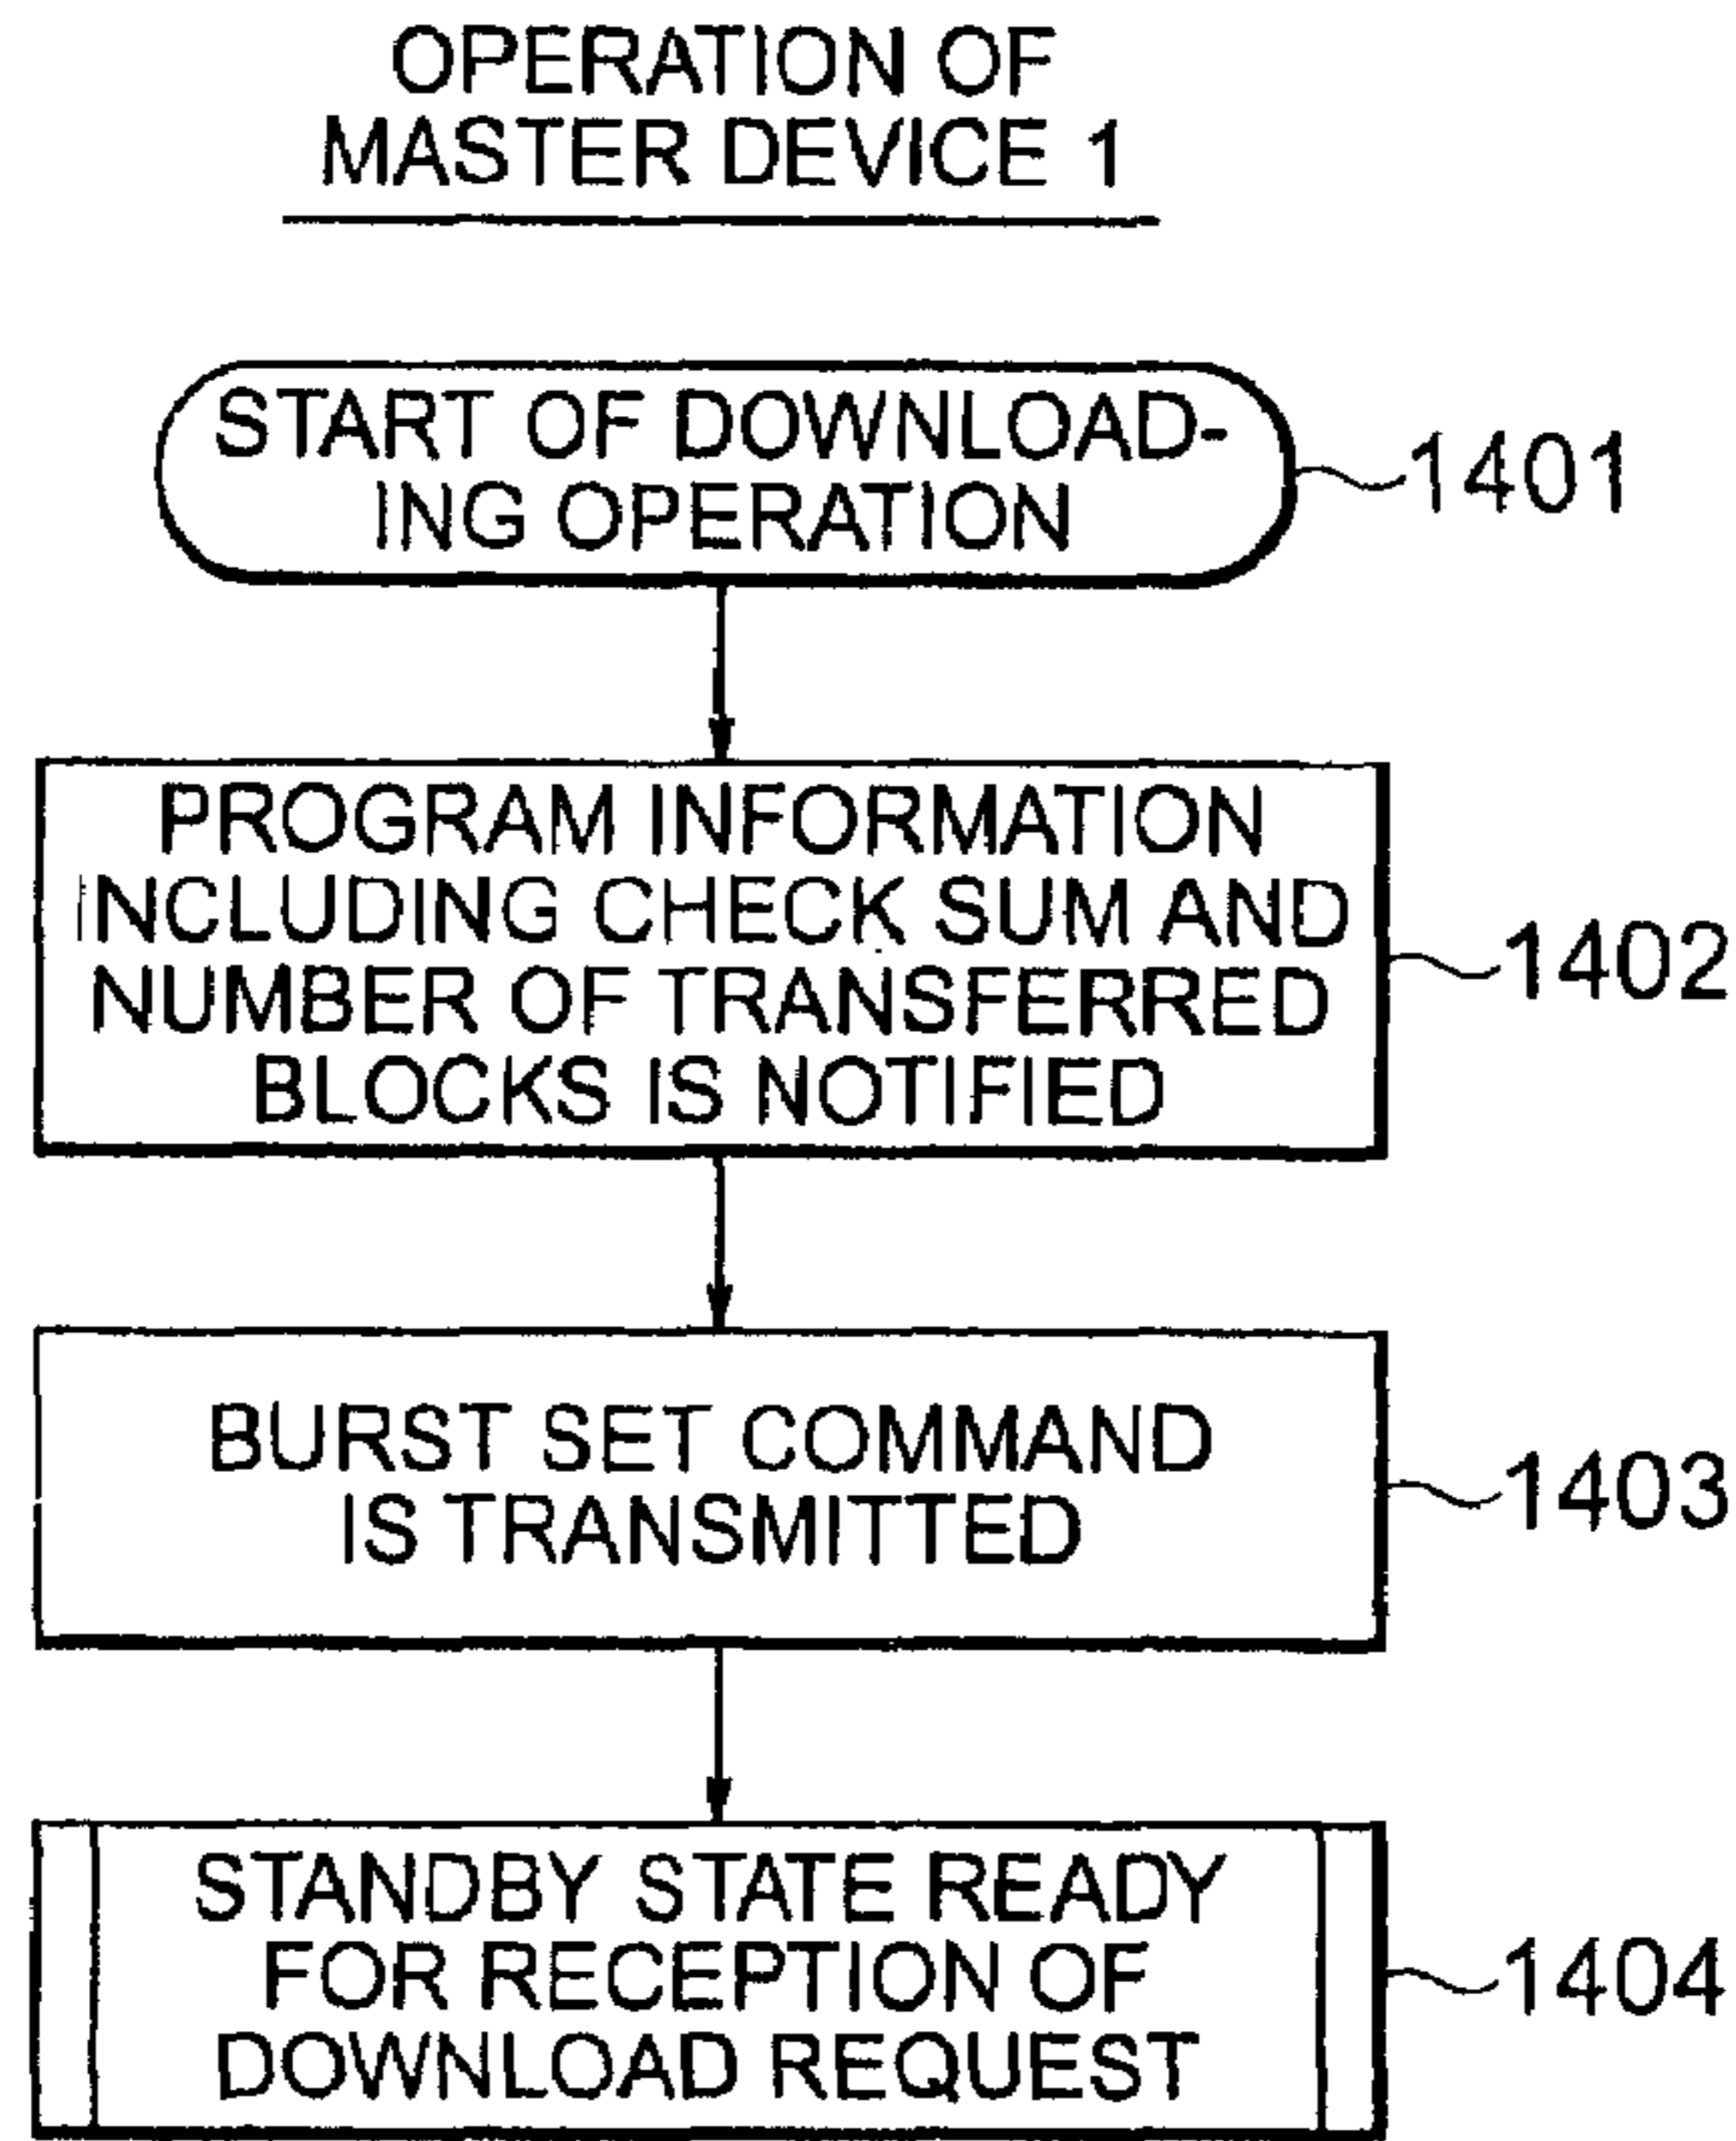 OPERATION OF
MASTER DEVICE 1
START OF DOWNLOAD-
ING OPERATION
1401
PROGRAM INFORMATION
INCLUDING CHECK SUM AND
NUMBER OF TRANSFERRED
BLOCKS IS NOTIFIED
1402
BURST SET COMMAND
IS TRANSMITTED
1403
STANDBY STATE READY
FOR RECEPTION OF
DOWNLOAD REQUEST
1404